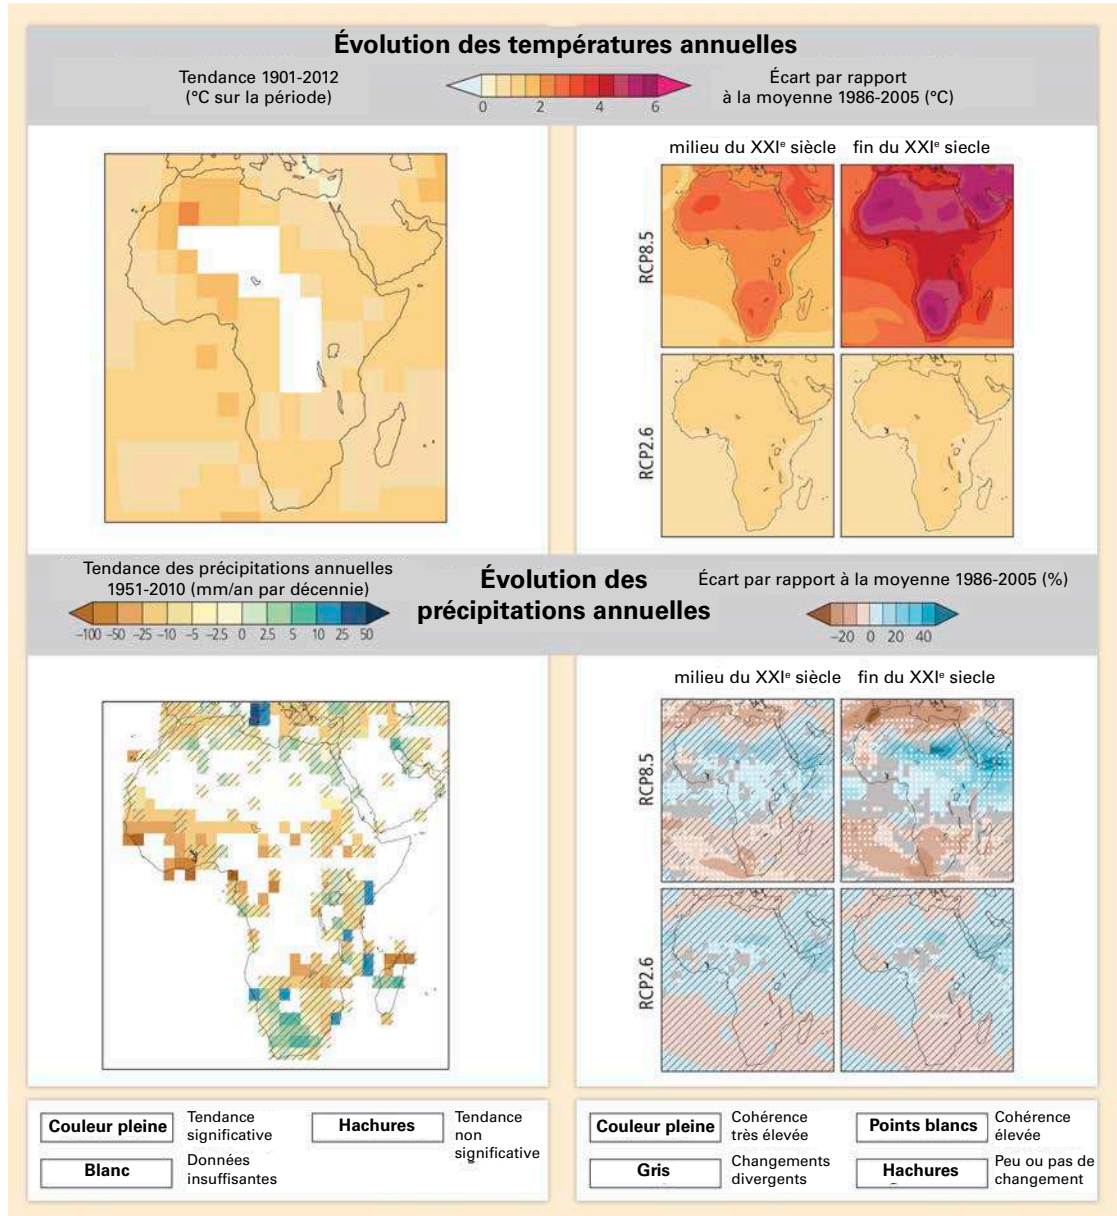 Évolution des températures annuelles
Tendance 1901-2012
(°C sur la période)
0 2 4 6
Écart par rapport
à la moyenne 1986-2005 (°C)
milieu du XXIe siècle
fin du XXIe siecle
RCP8.5
RCP2.6
Tendance des précipitations annuelles
1951-2010 (mm/an par décennie)
-100 -50 -25 -10 -5 -2.5 0 2.5 5 10 25 50
Évolution des
précipitations annuelles
Écart par rapport à la moyenne 1986-2005 (%)
-20 0 20 40
milieu du XXIe siècle
fin du XXIe siecle
RCP8.5
RCP2.6
Couleur pleine
Tendance
significative
Hachures
Tendance
non
significative
Blanc
Données
insuffisantes
Couleur pleine
Cohérence
très élevée
Points blancs
Cohérence
élevée
Gris
Changements
divergents
Hachures
Peu ou pas de
changement